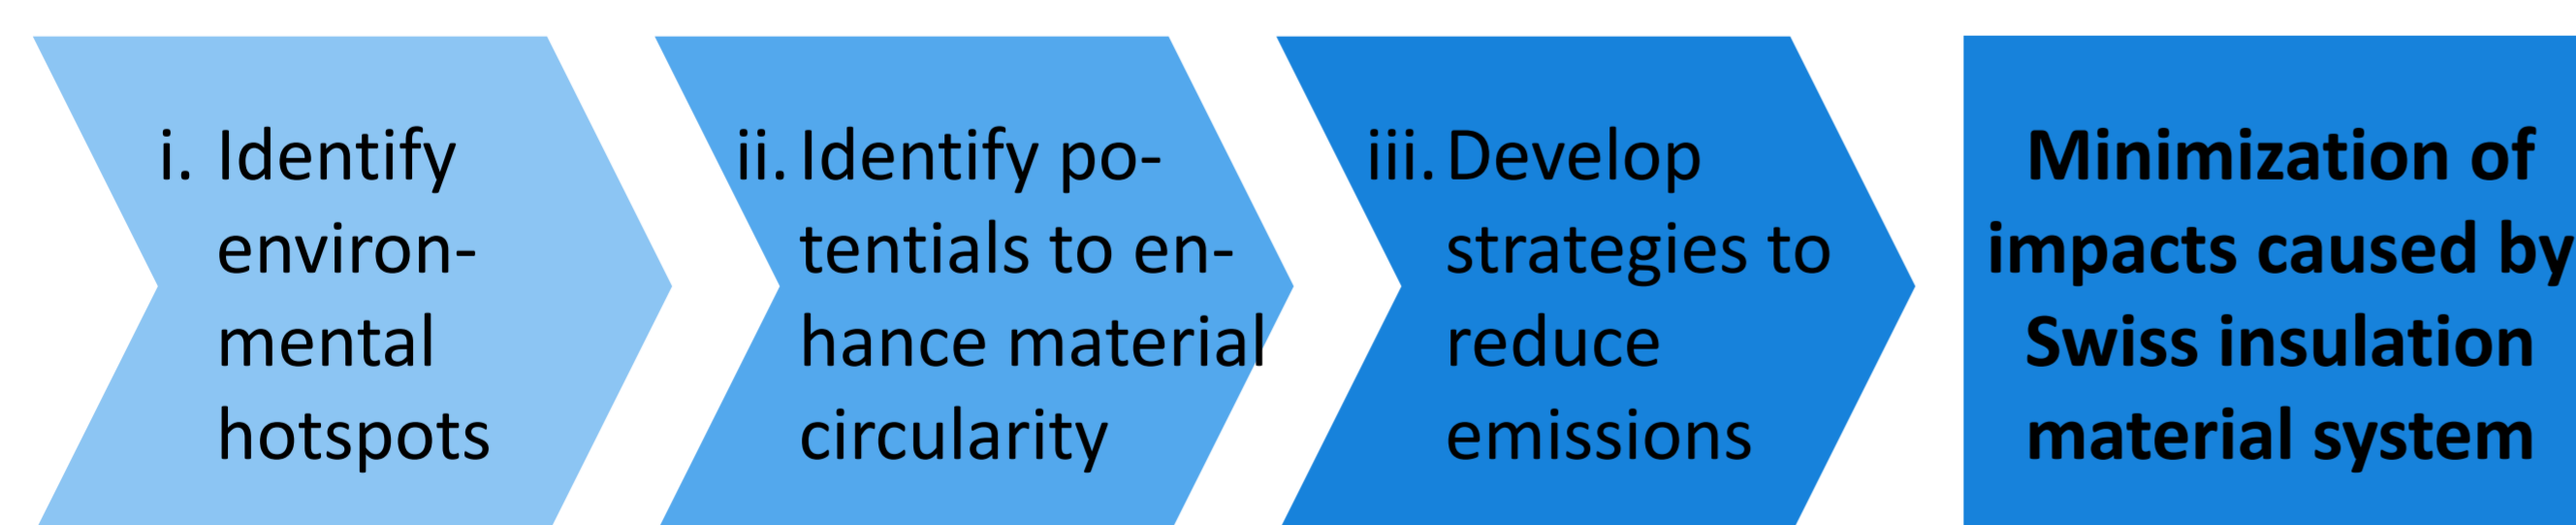 i. Identify
environ-
mental
hotspots
ii. Identify po-
tentials to en-
hance material
circularity
iii. Develop
strategies to
reduce
emissions
Minimization of
impacts caused by
Swiss insulation
material system